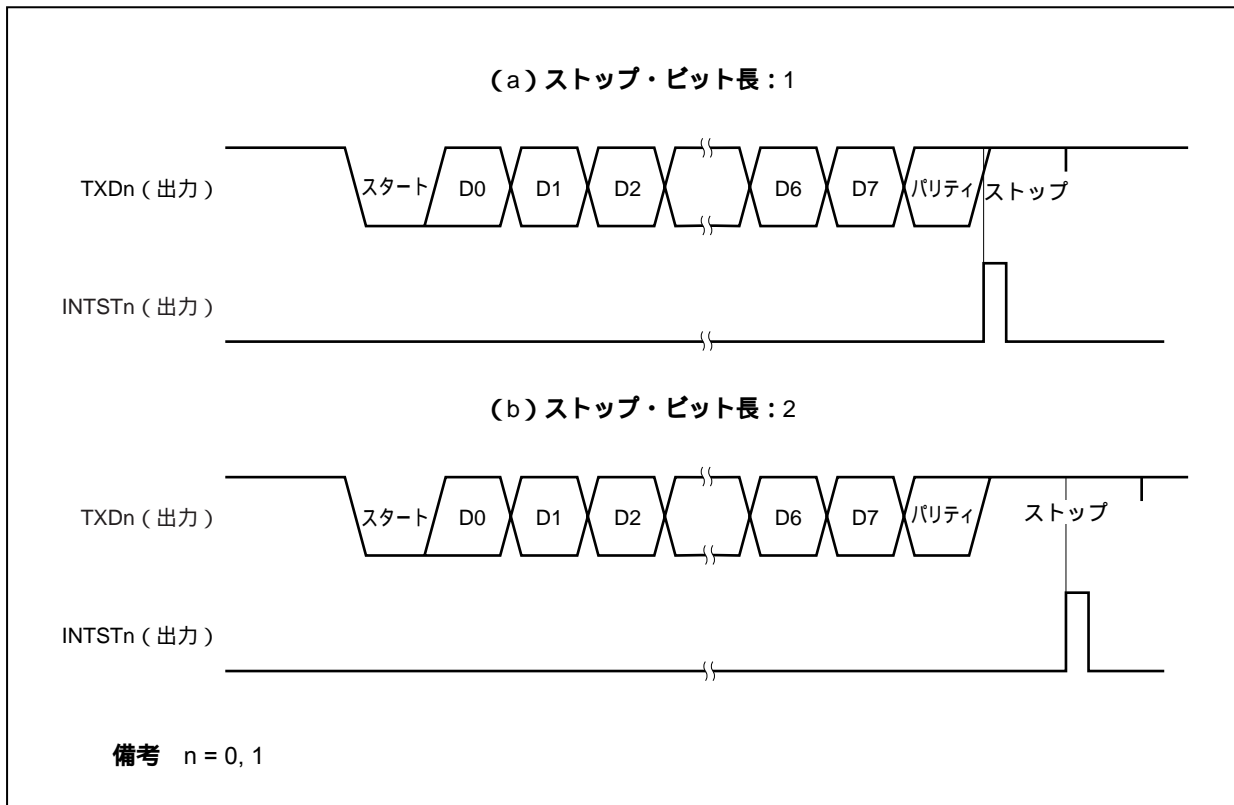 (a)ストップ・ビット長:1
TXDn(出力)
スタート D0 D1 D2 D6 D7 パリティ ストップ
INTSTn(出力)
(b)ストップ・ビット長:2
TXDn(出力)
スタート D0 D1 D2 D6 D7 パリティ ストップ
INTSTn(出力)
備考 n = 0, 1